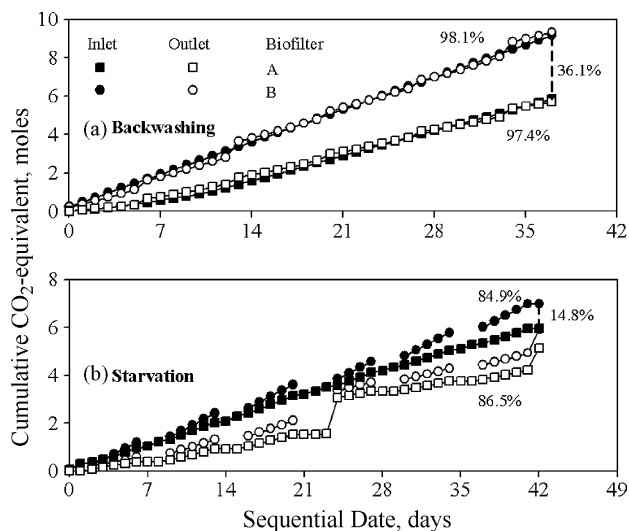 10
8
6
4
2
0
Inlet Outlet Biofilter
A
B
98.1%
36.1%
97.4%
(a) Backwashing
0 7 14 21 28 35 42
Cumulative CO2-equivalent, moles
8
6
4
2
0
84.9%
14.8%
86.5%
(b) Starvation
0 7 14 21 28 35 42
Sequential Date, days